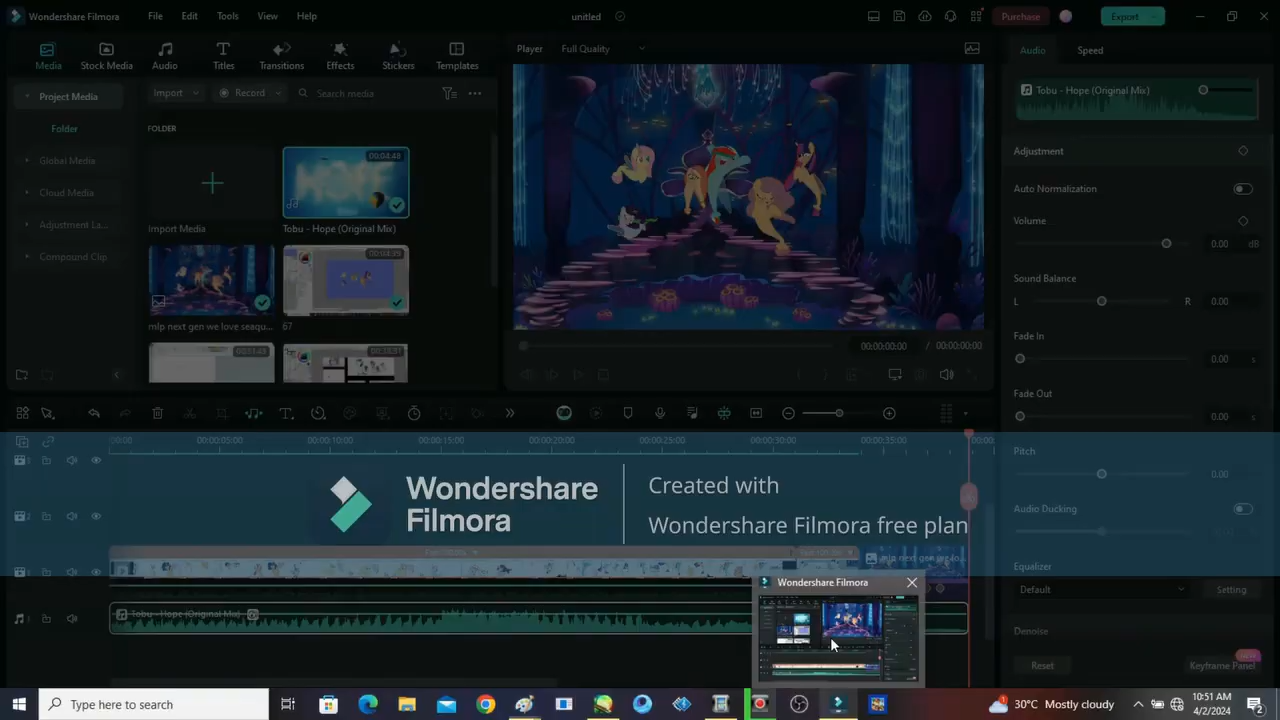 Wondershare Filmora File Edit Tools View Help untitled Purchase Export
Media Stock Media Audio Titles Transitions Effects Stickers Templates
Player Full Quality
Audio Speed
Project Media
Import Record Search media
Folder
Global Media
Cloud Media
Adjustment La...
Compound Clip
FOLDER
00:04:48
Import Media Tobu - Hope (Original Mix)
mlp next gen we love seaqu... 67
00:00:00:00 / 00:00:00:00
Tobu - Hope (Original Mix)
Adjustment
Auto Normalization
Volume
0.00 dB
Sound Balance
L R 0.00
Fade In
0.00 s
Fade Out
0.00 s
Pitch
0.00
Audio Ducking
Equalizer
Default Setting
Denoise
Reset Keyframe Panel
00:00 00:00:05:00 00:00:10:00 00:00:15:00 00:00:20:00 00:00:25:00 00:00:30:00 00:00:35:00 00:00:
Wondershare
Filmora
Created with
Wondershare Filmora free plan
Tobu - Hope (Original Mix)
Wondershare Filmora
Type here to search
30°C Mostly cloudy
10:51 AM
4/2/2024
2